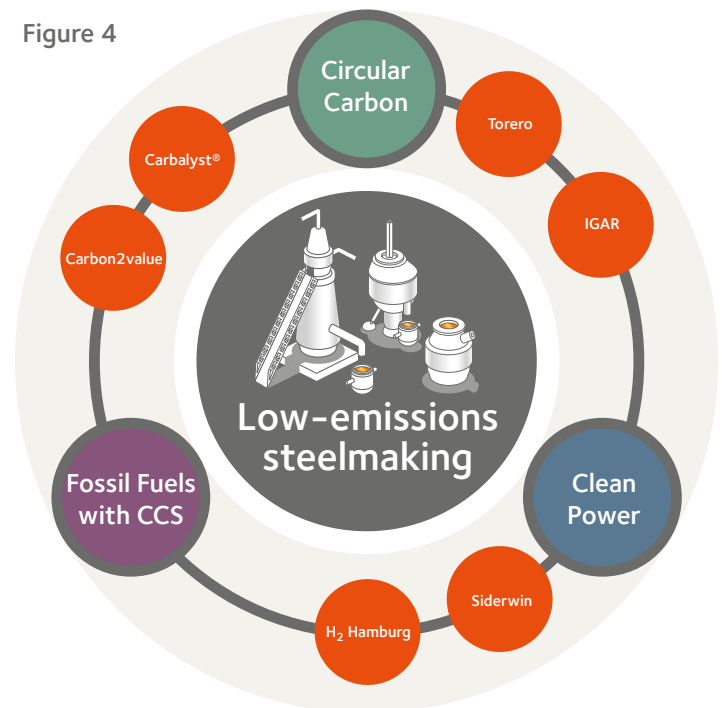 Figure 4
Circular
Carbon
Torero
Carbalyst®
IGAR
Carbon2value
Low-emissions
steelmaking
Fossil Fuels
with CCS
Clean
Power
Siderwin
H₂ Hamburg